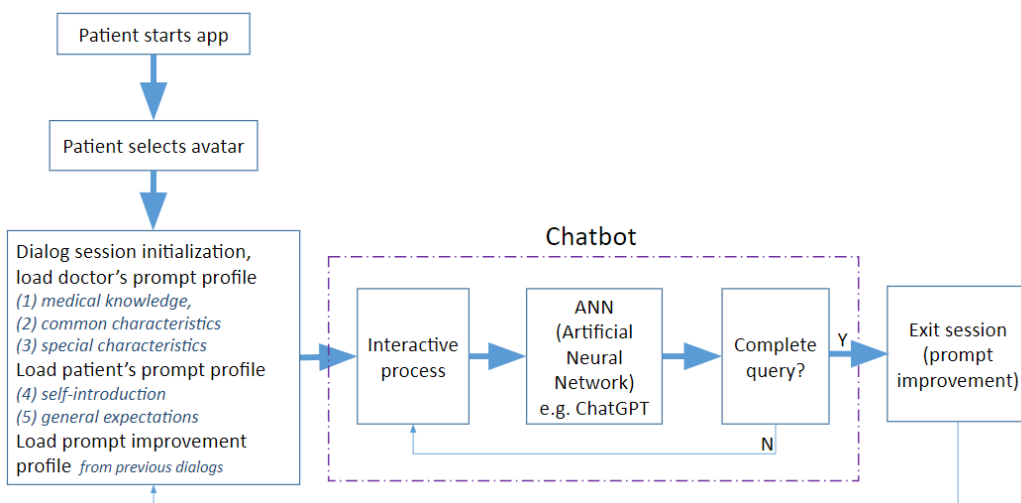 Patient starts app
Patient selects avatar
Dialog session initialization,
load doctor's prompt profile
(1) medical knowledge,
(2) common characteristics
(3) special characteristics
Load patient's prompt profile
(4) self-introduction
(5) general expectations
Load prompt improvement
profile from previous dialogs
Chatbot
Interactive
process
ANN
(Artificial
Neural
Network)
e.g. ChatGPT
Complete
query?
Y
N
Exit session
(prompt
improvement)